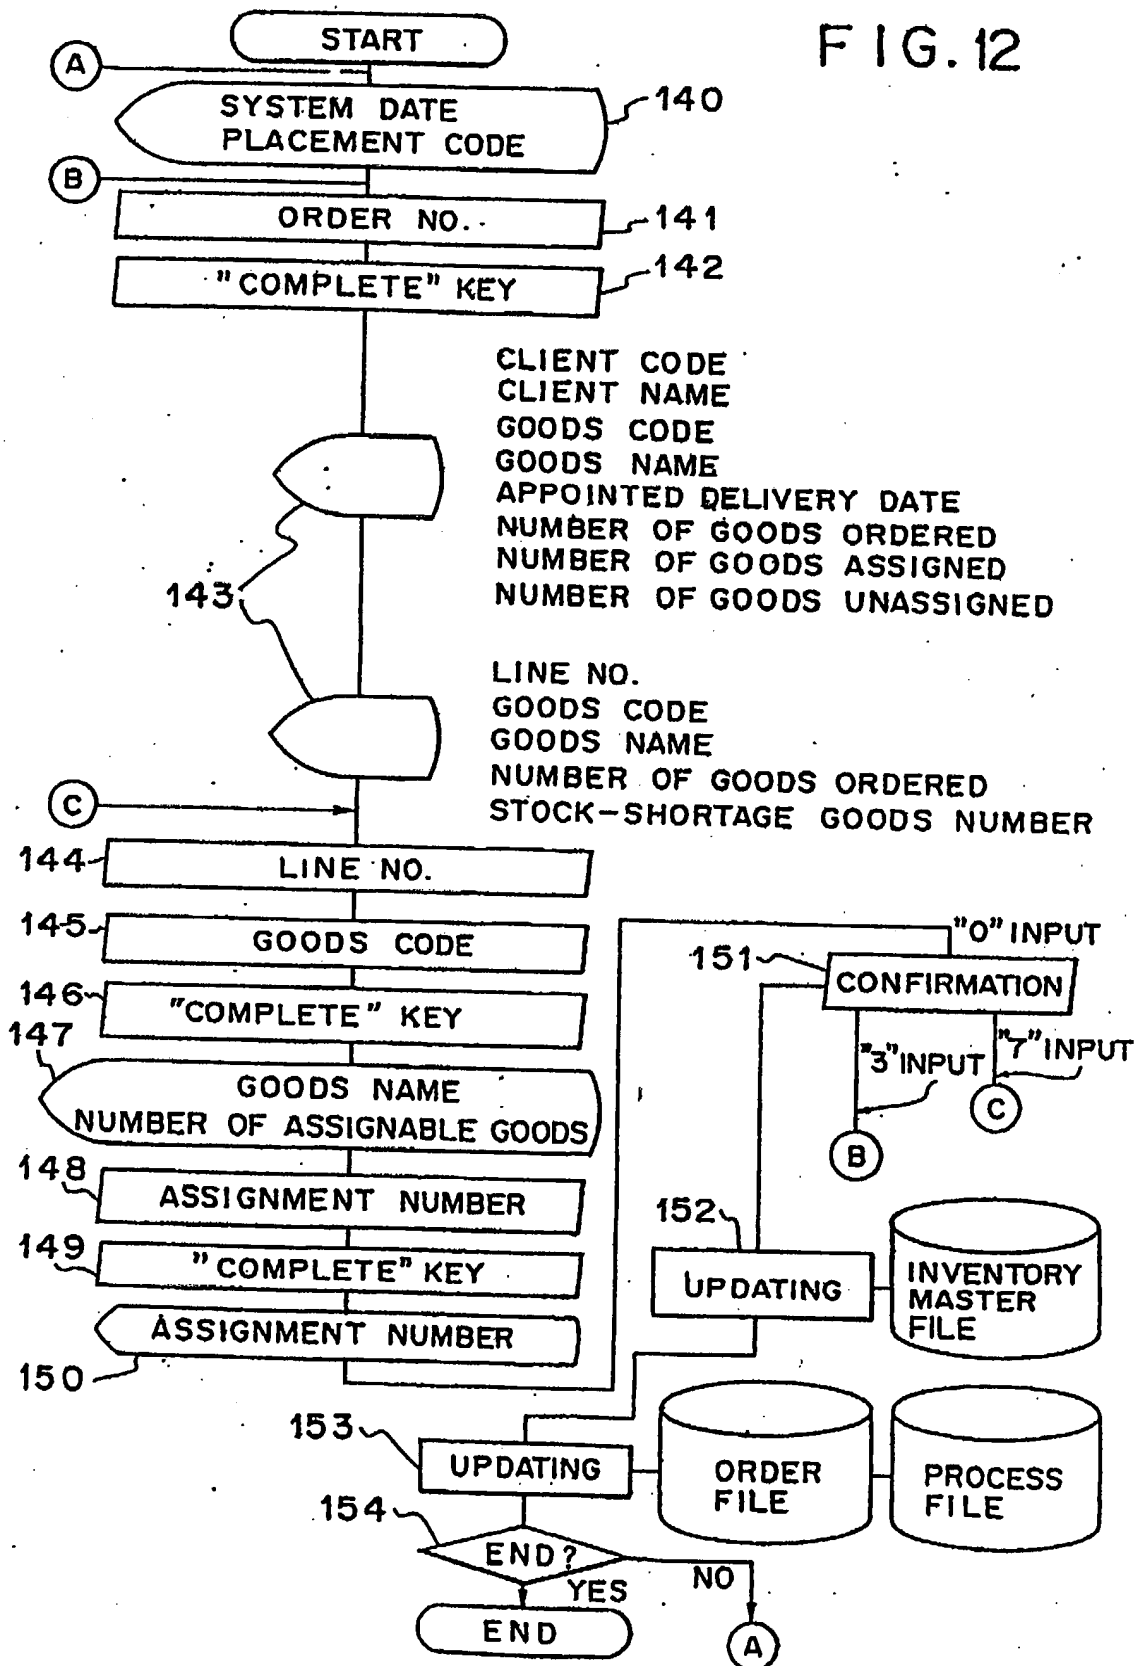 FIG. 12
START
A
SYSTEM DATE
PLACEMENT CODE
140
B
ORDER NO.
141
"COMPLETE" KEY
142
CLIENT CODE
CLIENT NAME
GOODS CODE
GOODS NAME
APPOINTED DELIVERY DATE
NUMBER OF GOODS ORDERED
NUMBER OF GOODS ASSIGNED
NUMBER OF GOODS UNASSIGNED
143
LINE NO.
GOODS CODE
GOODS NAME
NUMBER OF GOODS ORDERED
STOCK-SHORTAGE GOODS NUMBER
C
144
LINE NO.
145
GOODS CODE
146
"COMPLETE" KEY
147
GOODS NAME
NUMBER OF ASSIGNABLE GOODS
148
ASSIGNMENT NUMBER
149
"COMPLETE" KEY
ASSIGNMENT NUMBER
150
"0" INPUT
151
CONFIRMATION
"3" INPUT
"7" INPUT
C
B
152
UPDATING
INVENTORY
MASTER
FILE
153
UPDATING
ORDER
FILE
PROCESS
FILE
154
END?
YES
NO
END
A